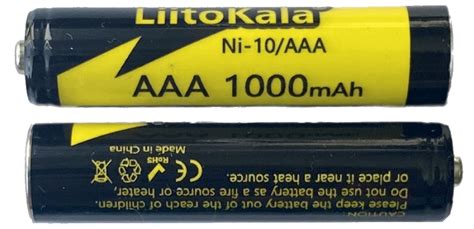 LiitoKala
Ni-10/AAA
AAA 1000mAh
CAUTION:
Please keep the battery out of the reach of children.
Do not use the battery as a fire source or heater,
or place it near a heat source.
RoHS
Made in China